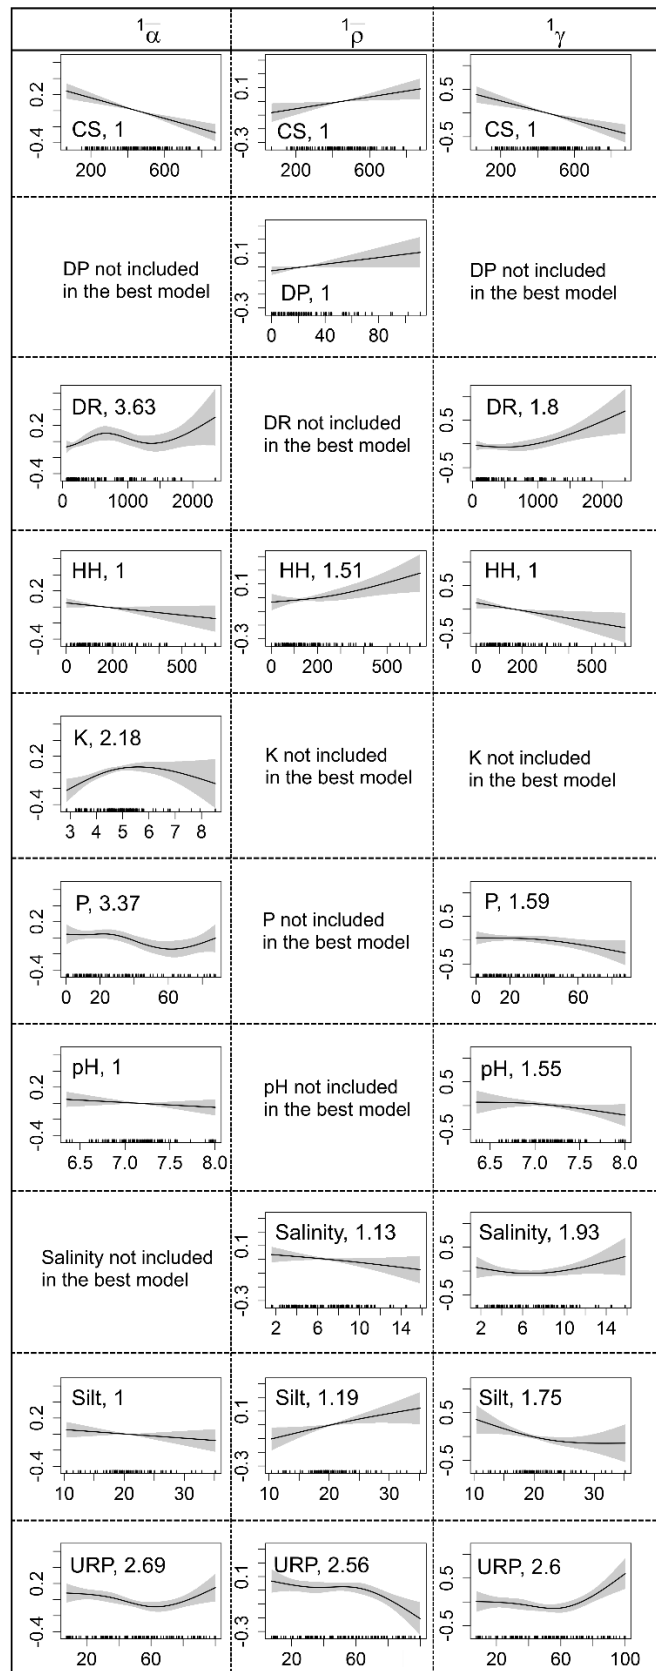 1 α 1 ρ 1 γ
0.2 -0.4 CS, 1 200 600
0.1 -0.3 CS, 1 200 600
0.5 -0.5 CS, 1 200 600
DP not included
in the best model
0.1 -0.3 DP, 1 0 40 80
DP not included
in the best model
0.2 -0.4 DR, 3.63 0 1000 2000
DR not included
in the best model
0.5 -0.5 DR, 1.8 0 1000 2000
0.2 -0.4 HH, 1 0 200 500
0.1 -0.3 HH, 1.51 0 200 500
0.5 -0.5 HH, 1 0 200 500
0.2 -0.4 K, 2.18 3 4 5 6 7 8
K not included
in the best model
K not included
in the best model
0.2 -0.4 P, 3.37 0 20 60
P not included
in the best model
0.5 -0.5 P, 1.59 0 20 60
0.2 -0.4 pH, 1 6.5 7.0 7.5 8.0
pH not included
in the best model
0.5 -0.5 pH, 1.55 6.5 7.0 7.5 8.0
Salinity not included
in the best model
0.1 -0.3 Salinity, 1.13 2 6 10 14
0.5 -0.5 Salinity, 1.93 2 6 10 14
0.2 -0.4 Silt, 1 10 20 30
0.1 -0.3 Silt, 1.19 10 20 30
0.5 -0.5 Silt, 1.75 10 20 30
0.2 -0.4 URP, 2.69 20 60
0.1 -0.3 URP, 2.56 20 60
0.5 -0.5 URP, 2.6 20 60 100